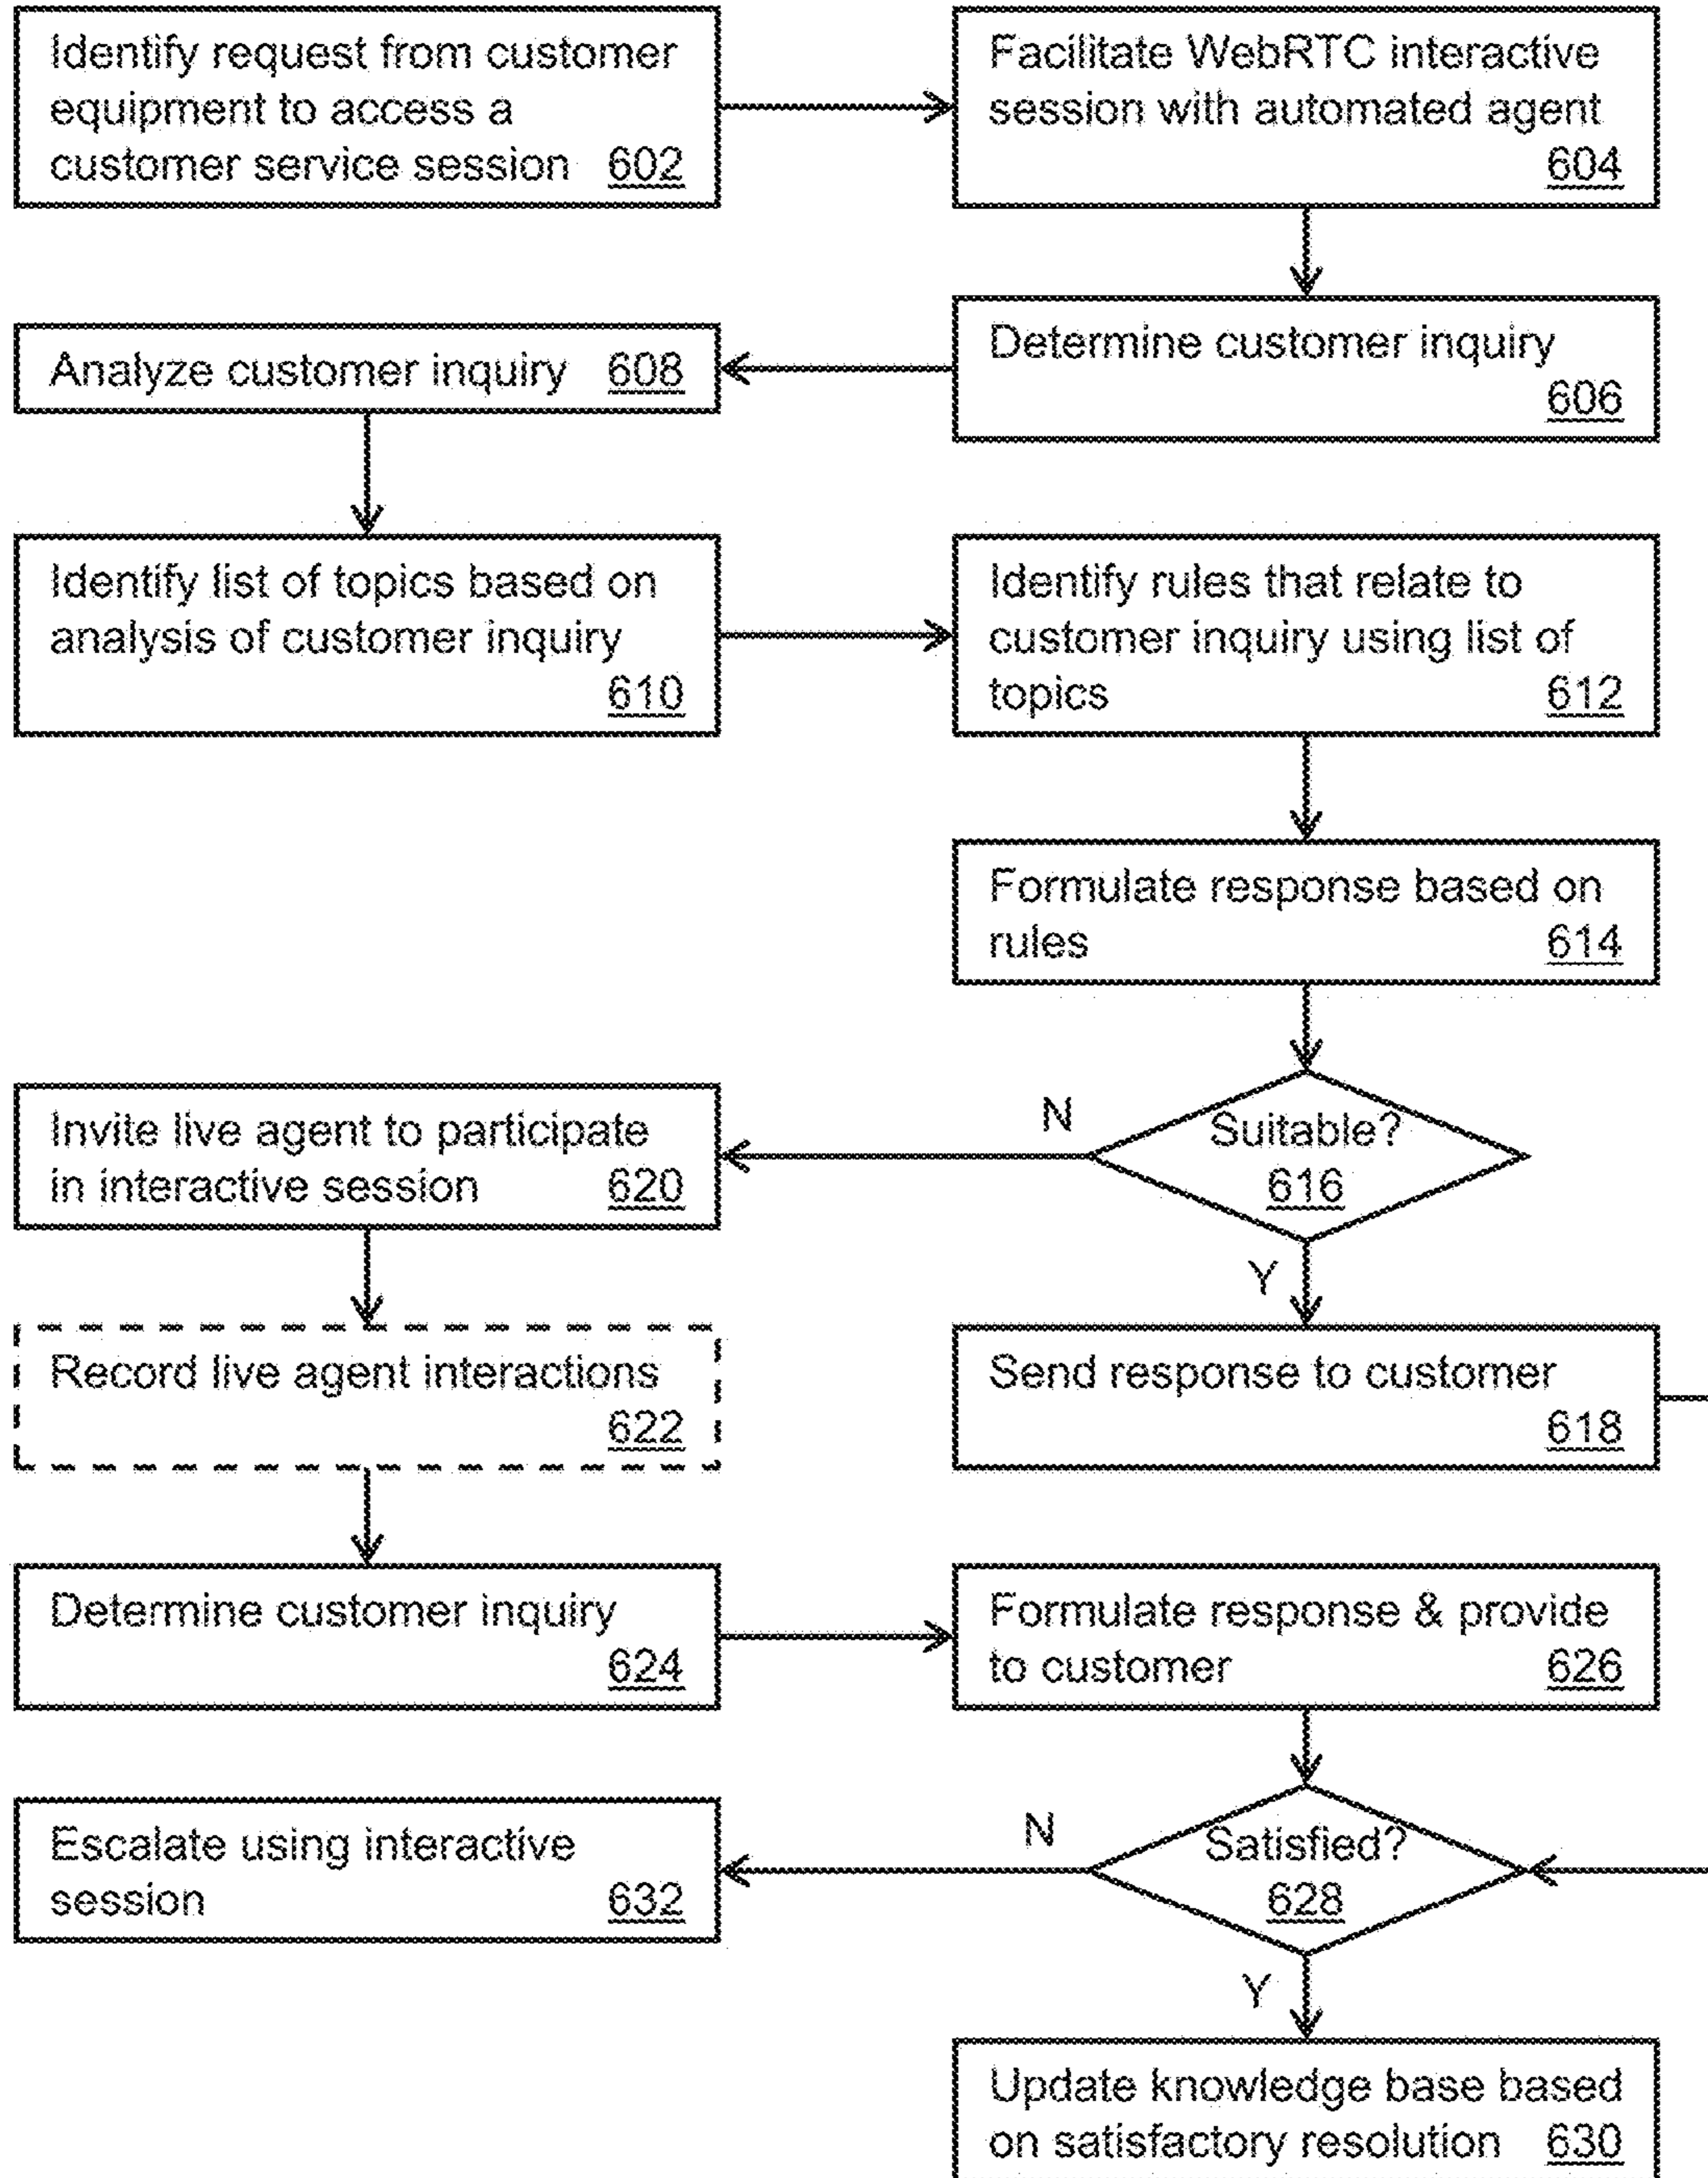 Identify request from customer
equipment to access a
customer service session 602
Facilitate WebRTC interactive
session with automated agent
604
Determine customer inquiry
606
Analyze customer inquiry 608
Identify list of topics based on
analysis of customer inquiry
610
Identify rules that relate to
customer inquiry using list of
topics 612
Formulate response based on
rules 614
Suitable?
616
N
Y
Invite live agent to participate
in interactive session 620
Send response to customer
618
Record live agent interactions
622
Determine customer inquiry
624
Formulate response & provide
to customer 626
Satisfied?
628
N
Y
Escalate using interactive
session 632
Update knowledge base based
on satisfactory resolution 630